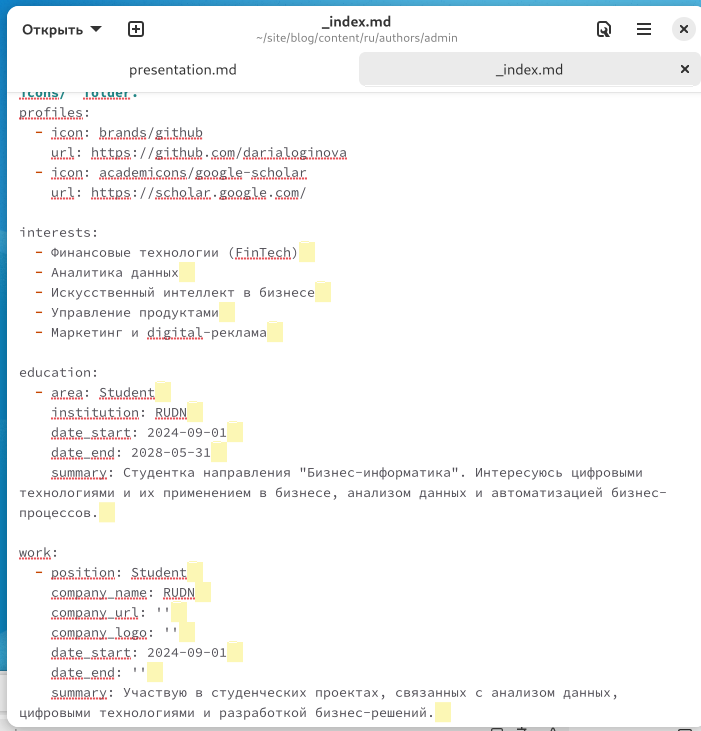 Открыть
_index.md
~/site/blog/content/ru/authors/admin
presentation.md
_index.md
icons/` folder.
profiles:
- icon: brands/github
url: https://github.com/darialoginova
- icon: academicons/google-scholar
url: https://scholar.google.com/
interests:
- Финансовые технологии (FinTech)
- Аналитика данных
- Искусственный интеллект в бизнесе
- Управление продуктами
- Маркетинг и digital-реклама
education:
- area: Student
institution: RUDN
date_start: 2024-09-01
date_end: 2028-05-31
summary: Студентка направления "Бизнес-информатика". Интересуюсь цифровыми
технологиями и их применением в бизнесе, анализом данных и автоматизацией бизнес-
процессов.
work:
- position: Student
company_name: RUDN
company_url: ''
company_logo: ''
date_start: 2024-09-01
date_end: ''
summary: Участвую в студенческих проектах, связанных с анализом данных,
цифровыми технологиями и разработкой бизнес-решений.